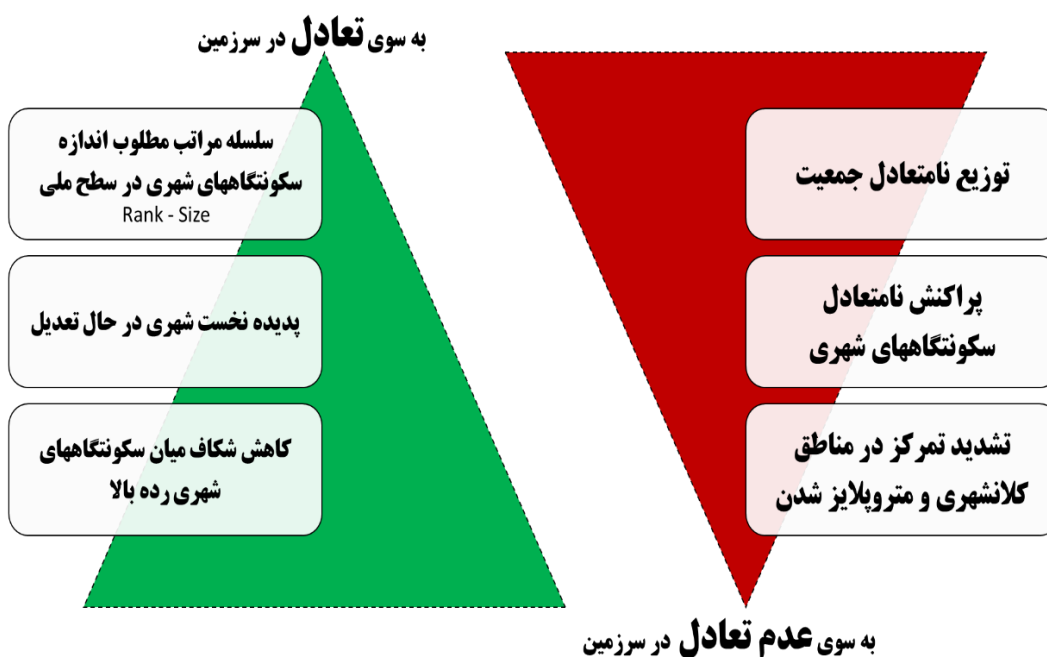 به سوی تعادل در سرزمین
سلسله مراتب مطلوب اندازه
سکونتگاههای شهری در سطح ملی
Rank - Size
پدیده نخست شهری در حال تعدیل
کاهش شکاف میان سکونتگاههای
شهری رده بالا
توزیع نامتعادل جمعیت
پراکنش نامتعادل
سکونتگاههای شهری
تشدید تمرکز در مناطق
کلانشهری و متروپلایز شدن
به سوی عدم تعادل در سرزمین